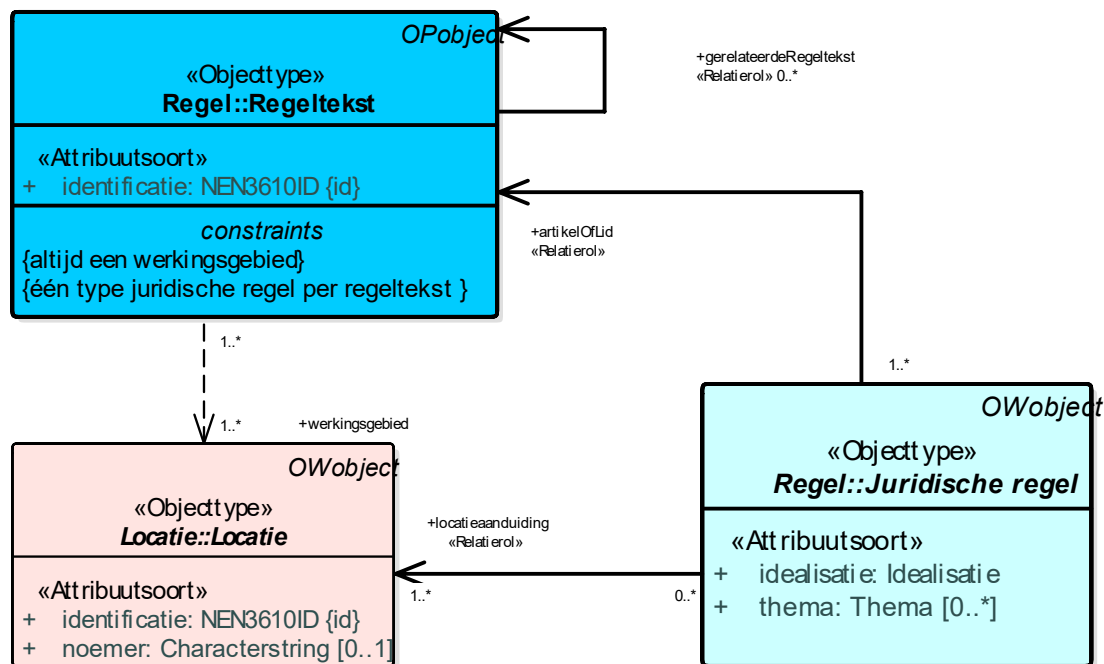 OPobject
«Objecttype»
Regel::Regeltekst
«Attribuutsoort»
+ identificatie: NEN3610ID {id}
constraints
{altijd een werkingsgebied}
{één type juridische regel per regeltekst }
+gerelateerdeRegeltekst
«Relatierol» 0..*
+artikelOfLid
«Relatierol»
1..*
1..*
1..*
+werkingsgebied
OWobject
«Objecttype»
Locatie::Locatie
«Attribuutsoort»
+ identificatie: NEN3610ID {id}
+ noemer: Characterstring [0..1]
+locatieaanduiding
«Relatierol»
1..*
0..*
OWobject
«Objecttype»
Regel::Juridische regel
«Attribuutsoort»
+ idealisatie: Idealisatie
+ thema: Thema [0..*]